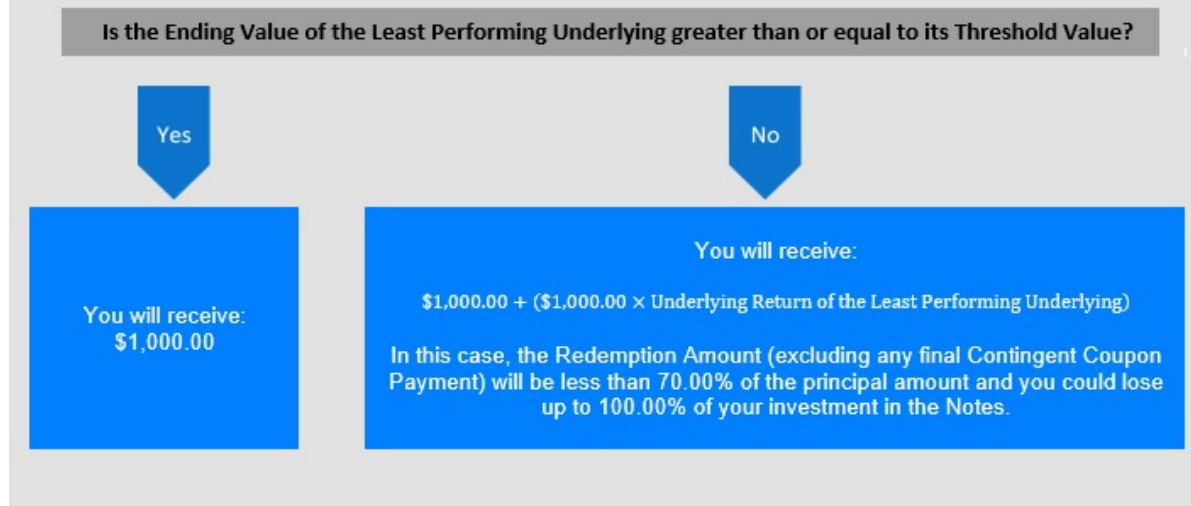 Is the Ending Value of the Least Performing Underlying greater than or equal to its Threshold Value?
Yes
No
You will receive:
$1,000.00
You will receive:
$1,000.00 + ($1,000.00 × Underlying Return of the Least Performing Underlying)
In this case, the Redemption Amount (excluding any final Contingent Coupon
Payment) will be less than 70.00% of the principal amount and you could lose
up to 100.00% of your investment in the Notes.